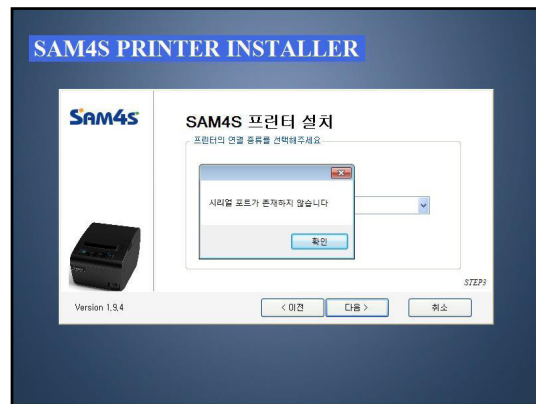 SAM4S PRINTER INSTALLER
SAM4S
SAM4S 프린터 설치
프린터의 연결 종류를 선택해주세요
시리얼 포트가 존재하지 않습니다
확인
STEP3
Version 1.9.4
< 이전
다음 >
취소